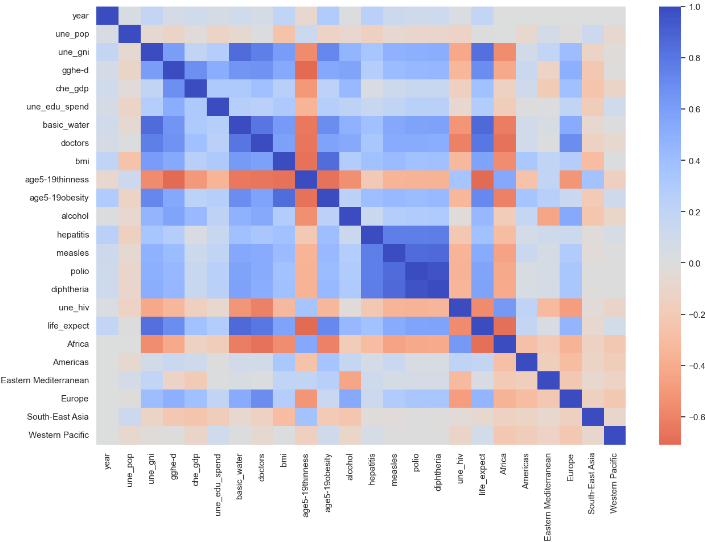 year
une_pop
une_gni
gghe-d
che_gdp
une_edu_spend
basic_water
doctors
bmi
age5-19thinness
age5-19obesity
alcohol
hepatitis
measles
polio
diphtheria
une_hiv
life_expect
Africa
Americas
Eastern Mediterranean
Europe
South-East Asia
Western Pacific
year
une_pop
une_gni
gghe-d
che_gdp
une_edu_spend
basic_water
doctors
bmi
age5-19thinness
age5-19obesity
alcohol
hepatitis
measles
polio
diphtheria
une_hiv
life_expect
Africa
Americas
Eastern Mediterranean
Europe
South-East Asia
Western Pacific
1.0
0.8
0.6
0.4
0.2
0.0
−0.2
−0.4
−0.6